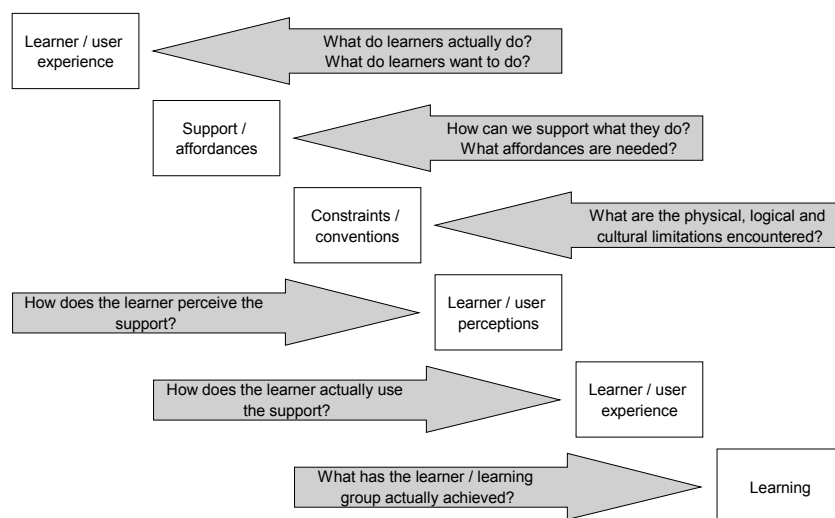 Learner / user
experience
What do learners actually do?
What do learners want to do?
Support /
affordances
How can we support what they do?
What affordances are needed?
Constraints /
conventions
What are the physical, logical and
cultural limitations encountered?
How does the learner perceive the
support?
Learner / user
perceptions
How does the learner actually use
the support?
Learner / user
experience
What has the learner / learning
group actually achieved?
Learning